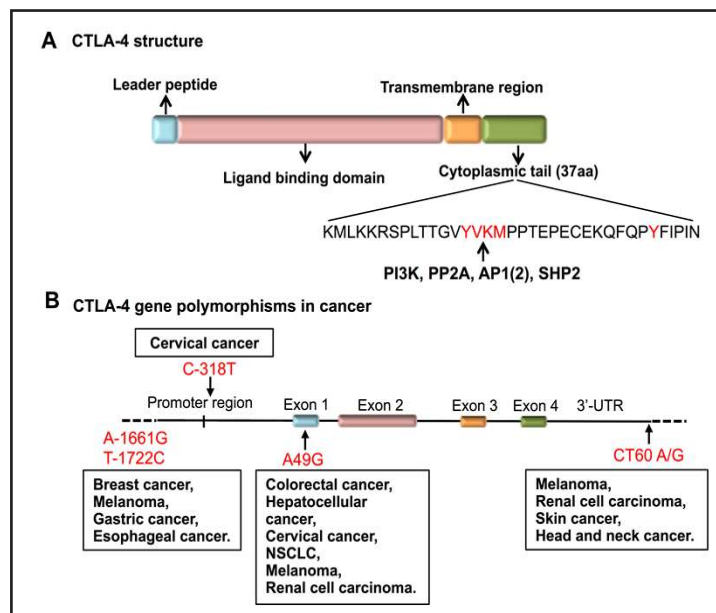 A CTLA-4 structure
Leader peptide
Transmembrane region
Ligand binding domain
Cytoplasmic tail (37aa)
KMLKKRSPLTTGVYVKMPPTEPECEKQFQPYFIPIN
PI3K, PP2A, AP1(2), SHP2
B CTLA-4 gene polymorphisms in cancer
Cervical cancer
C-318T
Promoter region
Exon 1
Exon 2
Exon 3
Exon 4
3'-UTR
A-1661G
T-1722C
A49G
CT60 A/G
Breast cancer,
Melanoma,
Gastric cancer,
Esophageal cancer.
Colorectal cancer,
Hepatocellular
cancer,
Cervical cancer,
NSCLC,
Melanoma,
Renal cell carcinoma.
Melanoma,
Renal cell carcinoma,
Skin cancer,
Head and neck cancer.